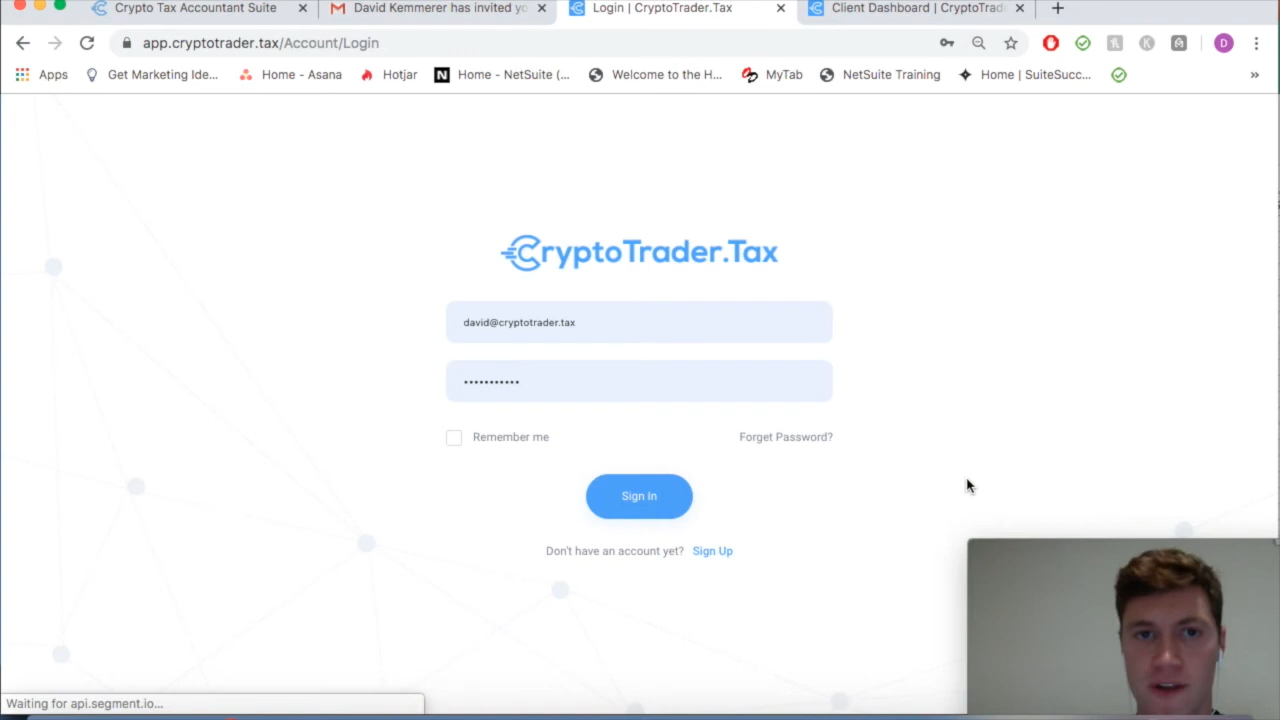 Crypto Tax Accountant Suite
David Kemmerer has invited yo
Login | CryptoTrader.Tax
Client Dashboard | CryptoTrad
app.cryptotrader.tax/Account/Login
D
Apps
Get Marketing Ide...
Home - Asana
Hotjar
N
Home - NetSuite (...
Welcome to the H...
MyTab
NetSuite Training
Home | SuiteSucc...
CryptoTrader.Tax
david@cryptotrader.tax
•••••••••••
Remember me
Forget Password?
Sign In
Don't have an account yet? Sign Up
Waiting for api.segment.io...